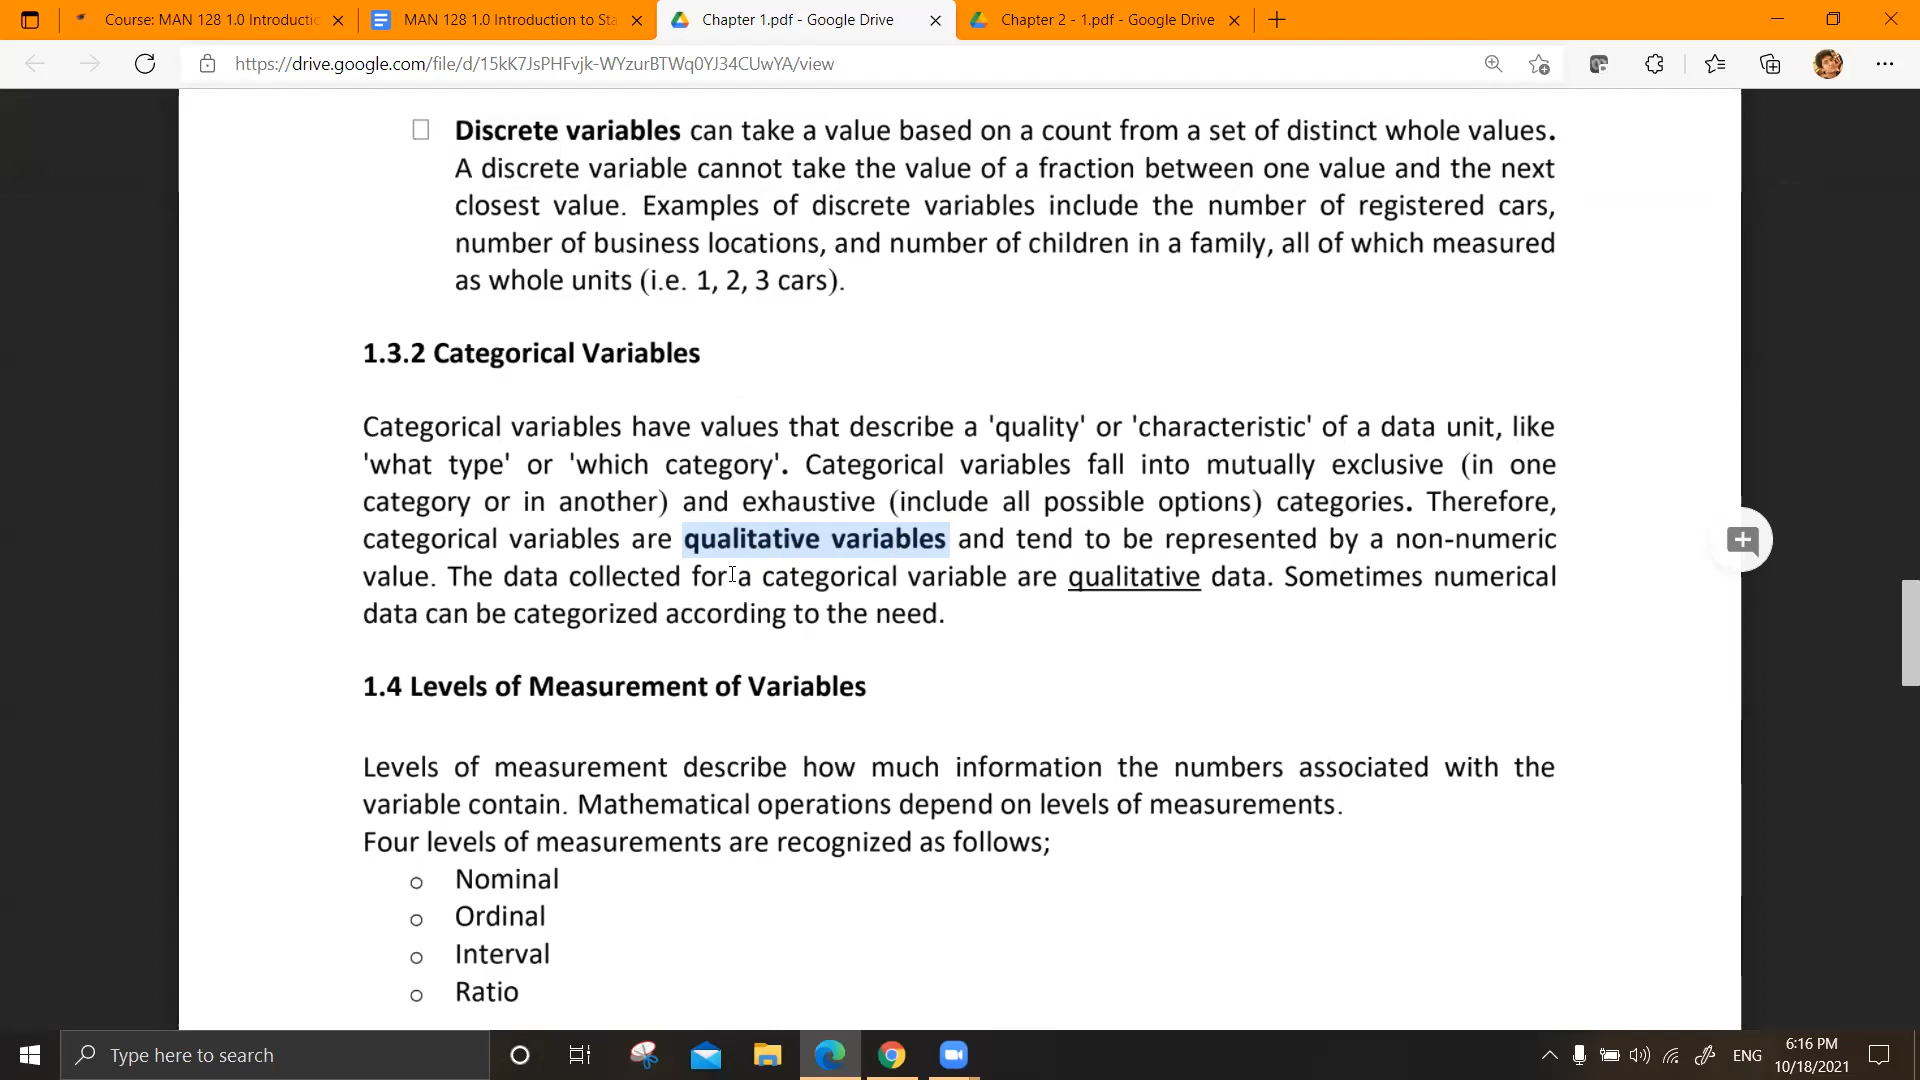 Course: MAN 128 1.0 Introductic
MAN 128 1.0 Introduction to Sta
Chapter 1.pdf - Google Drive
Chapter 2 - 1.pdf - Google Drive
https://drive.google.com/file/d/15kK7JsPHFvjk-WYzurBTWq0YJ34CUwYA/view
Discrete variables can take a value based on a count from a set of distinct whole values.
A discrete variable cannot take the value of a fraction between one value and the next
closest value. Examples of discrete variables include the number of registered cars,
number of business locations, and number of children in a family, all of which measured
as whole units (i.e. 1, 2, 3 cars).
1.3.2 Categorical Variables
Categorical variables have values that describe a 'quality' or 'characteristic' of a data unit, like
'what type' or 'which category'. Categorical variables fall into mutually exclusive (in one
category or in another) and exhaustive (include all possible options) categories. Therefore,
categorical variables are qualitative variables and tend to be represented by a non-numeric
value. The data collected for a categorical variable are qualitative data. Sometimes numerical
data can be categorized according to the need.
1.4 Levels of Measurement of Variables
Levels of measurement describe how much information the numbers associated with the
variable contain. Mathematical operations depend on levels of measurements.
Four levels of measurements are recognized as follows;
o Nominal
o Ordinal
o Interval
o Ratio
Type here to search
ENG
6:16 PM
10/18/2021